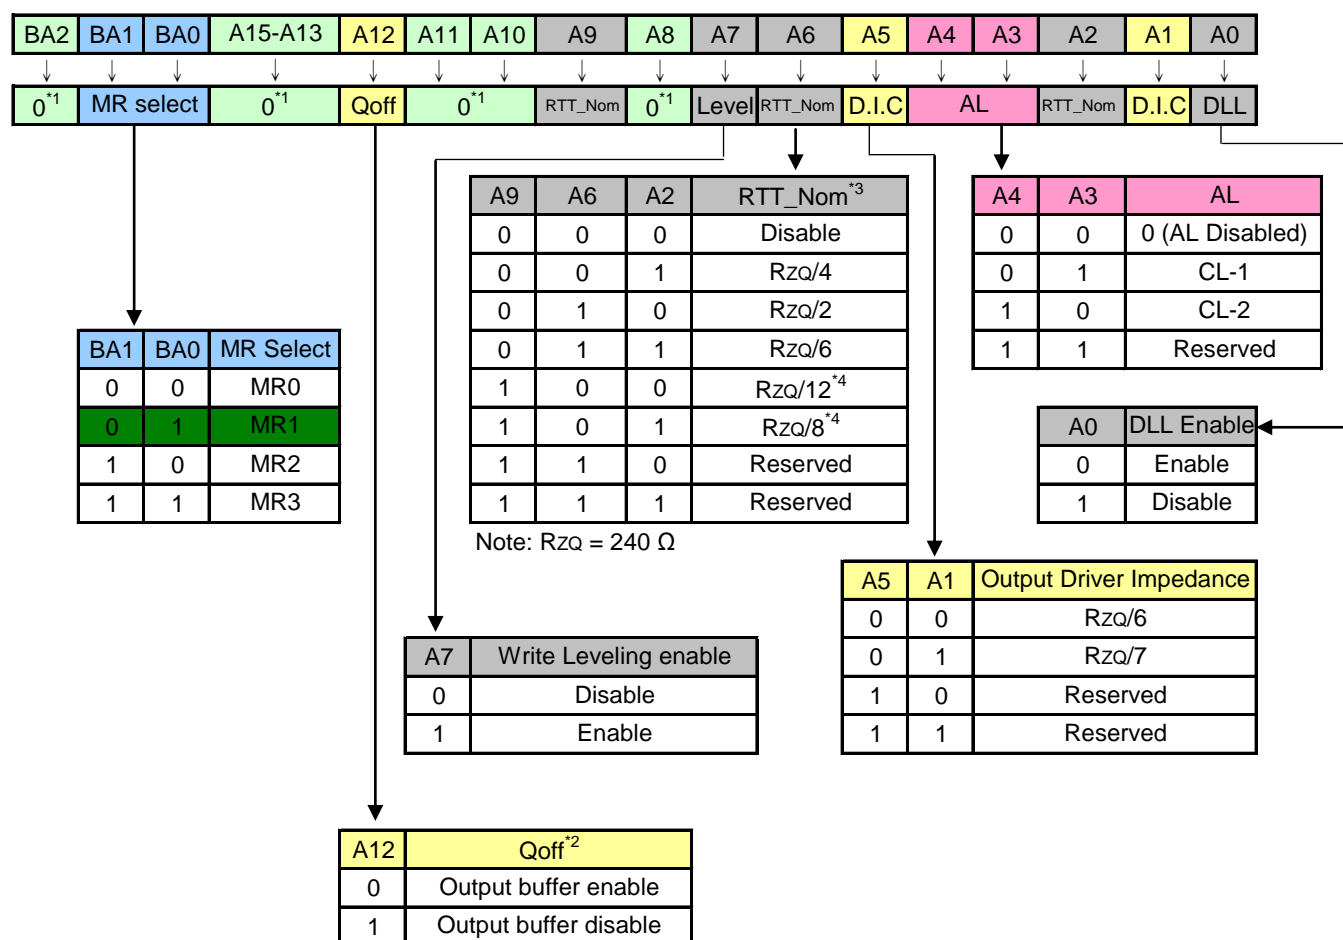 BA2 BA1 BA0 A15-A13 A12 A11 A10 A9 A8 A7 A6 A5 A4 A3 A2 A1 A0
0*1 MR select 0*1 Qoff 0*1 RTT_Nom 0*1 Level RTT_Nom D.I.C AL RTT_Nom D.I.C DLL
A9 A6 A2 RTT_Nom*3
0 0 0 Disable
0 0 1 RZQ/4
0 1 0 RZQ/2
0 1 1 RZQ/6
1 0 0 RZQ/12*4
1 0 1 RZQ/8*4
1 1 0 Reserved
1 1 1 Reserved
Note: RZQ = 240 Ω
A4 A3 AL
0 0 0 (AL Disabled)
0 1 CL-1
1 0 CL-2
1 1 Reserved
BA1 BA0 MR Select
0 0 MR0
0 1 MR1
1 0 MR2
1 1 MR3
A0 DLL Enable
0 Enable
1 Disable
A5 A1 Output Driver Impedance
0 0 RZQ/6
0 1 RZQ/7
1 0 Reserved
1 1 Reserved
A7 Write Leveling enable
0 Disable
1 Enable
A12 Qoff*2
0 Output buffer enable
1 Output buffer disable